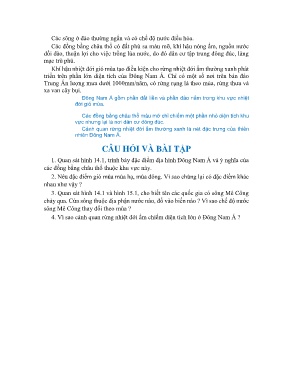 Các sông ở đảo thường ngắn và có chế độ nước điều hòa.
Các đồng bằng châu thổ có đất phù sa màu mỡ, khí hậu nóng ẩm, nguồn nước
dồi dào, thuận lợi cho việc trồng lúa nước, do đó dân cư tập trung đông đúc, làng
mạc trù phú.
Khí hậu nhiệt đới gió mùa tạo điều kiện cho rừng nhiệt đới ẩm thường xanh phát
triển trên phần lớn diện tích của Đông Nam Á. Chỉ có một số nơi trên bán đảo
Trung Ấn lượng mưa dưới 1000mm/năm, có rừng rụng lá theo mùa, rừng thưa và
xa van cây bụi.
Đông Nam Á gồm phần đất liền và phần đảo nằm trong khu vực nhiệt
đới gió mùa.
Các đồng bằng châu thổ màu mỡ chỉ chiếm một phần nhỏ diện tích khu
vực nhưng lại là nơi dân cư đông đúc.
Cảnh quan rừng nhiệt đới ẩm thường xanh là nét đặc trưng của thiên
nhiên Đông Nam Á.
CÂU HỎI VÀ BÀI TẬP
1. Quan sát hình 14.1, trình bày đặc điểm địa hình Đông Nam Á và ý nghĩa của
các đồng bằng châu thổ thuộc khu vực này.
2. Nêu đặc điểm gió mùa mùa hạ, mùa đông. Vì sao chúng lại có đặc điểm khác
nhau như vậy ?
3. Quan sát hình 14.1 và hình 15.1, cho biết tên các quốc gia có sông Mê Công
chảy qua. Cửa sông thuộc địa phận nước nào, đổ vào biển nào ? Vì sao chế độ nước
sông Mê Công thay đổi theo mùa ?
4. Vì sao cảnh quan rừng nhiệt đới ẩm chiếm diện tích lớn ở Đông Nam Á ?